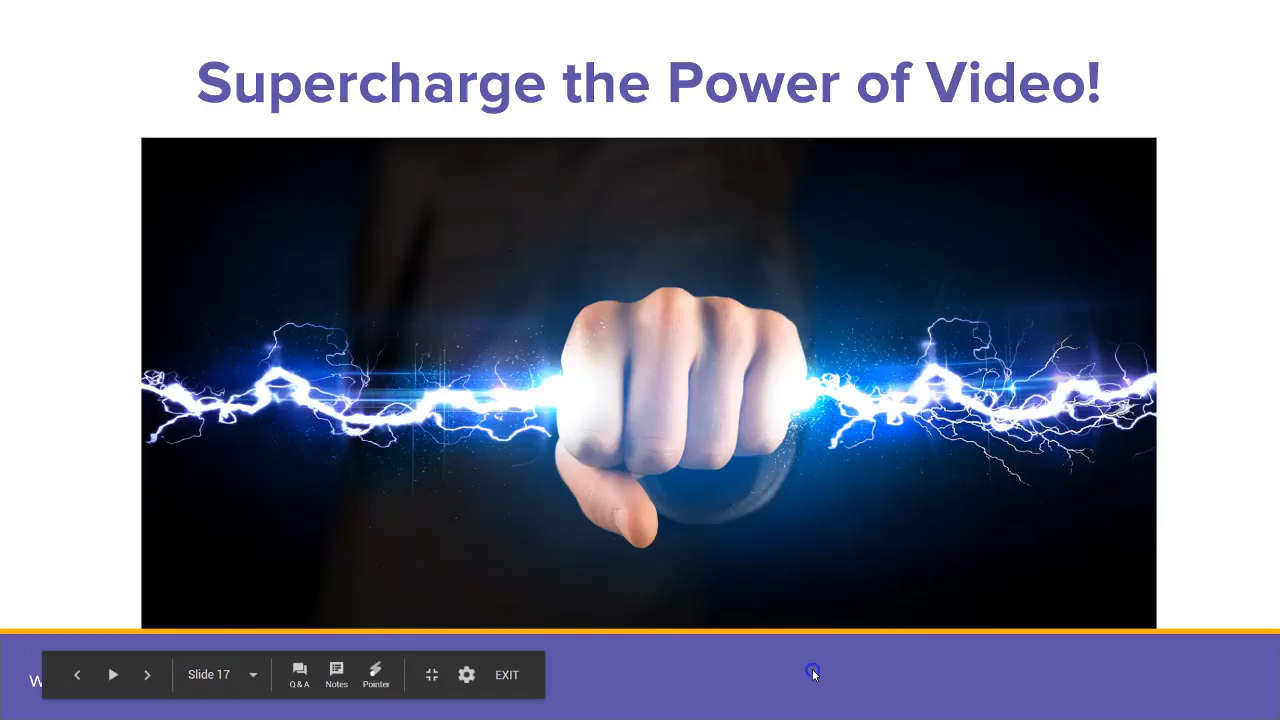 Supercharge the Power of Video!
W
Slide 17
Q & A
Notes
Pointer
EXIT